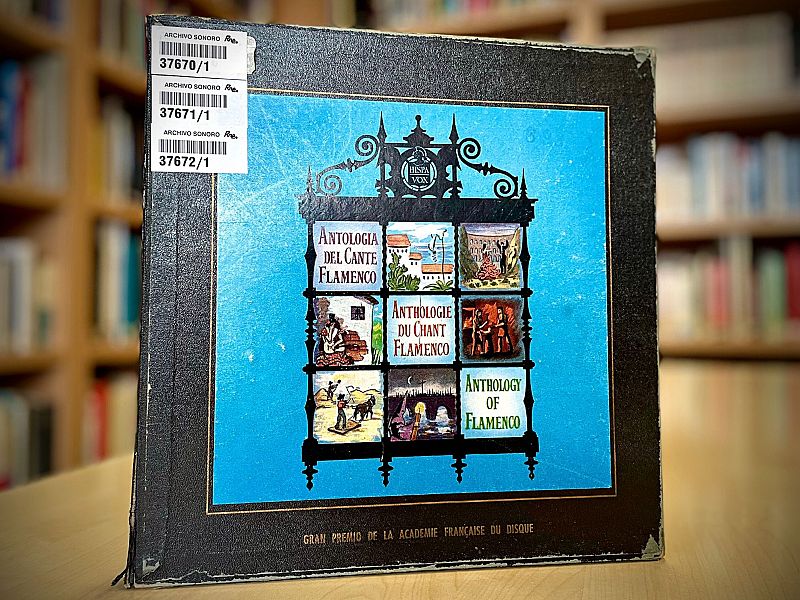 ARCHIVO SONORO
37670/1
ARCHIVO SONORO
37671/1
ARCHIVO SONORO
37672/1
HISPA
VOX
ANTOLOGIA
DEL CANTE
FLAMENCO
ANTHOLOGIE
DU CHANT
FLAMENCO
ANTHOLOGY
OF
FLAMENCO
GRAN PREMIO DE LA ACADEMIE FRANÇAISE DU DISQUE